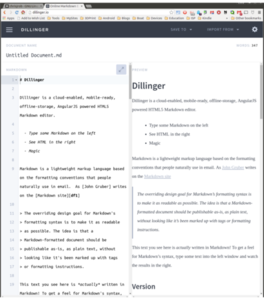 DILLINGER
SAVE TO
IMPORT FROM
DOCUMENT NAME
WORDS: 327
Untitled Document.md
MARKDOWN
PREVIEW
# Dillinger
Dillinger is a cloud-enabled, mobile-ready,
offline-storage, AngularJS powered HTML5
Markdown editor.
- Type some Markdown on the left
- See HTML in the right
- Magic
Markdown is a lightweight markup language based
on the formatting conventions that people
naturally use in email. As [John Gruber] writes
on the [Markdown site][df1]
> The overriding design goal for Markdown's
> formatting syntax is to make it as readable
> as possible. The idea is that a
> Markdown-formatted document should be
> publishable as-is, as plain text, without
> looking like it's been marked up with tags
> or formatting instructions.
This text you see here is *actually* written in
Markdown! To get a feel for Markdown's syntax,
Dillinger
Dillinger is a cloud-enabled, mobile-ready, offline-storage, AngularJS
powered HTML5 Markdown editor.
• Type some Markdown on the left
• See HTML in the right
• Magic
Markdown is a lightweight markup language based on the formatting
conventions that people naturally use in email. As John Gruber writes
on the Markdown site
The overriding design goal for Markdown's formatting syntax is
to make it as readable as possible. The idea is that a Markdown-
formatted document should be publishable as-is, as plain text,
without looking like it's been marked up with tags or formatting
instructions.
This text you see here is actually written in Markdown! To get a feel
for Markdown's syntax, type some text into the left window and watch
the results in the right.
Version